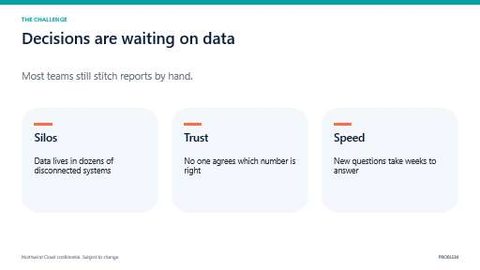 THE CHALLENGE
Decisions are waiting on data
Most teams still stitch reports by hand.
Silos
Data lives in dozens of
disconnected systems
Trust
No one agrees which number is
right
Speed
New questions take weeks to
answer
Northwind Cloud confidential. Subject to change.
PROBLEM